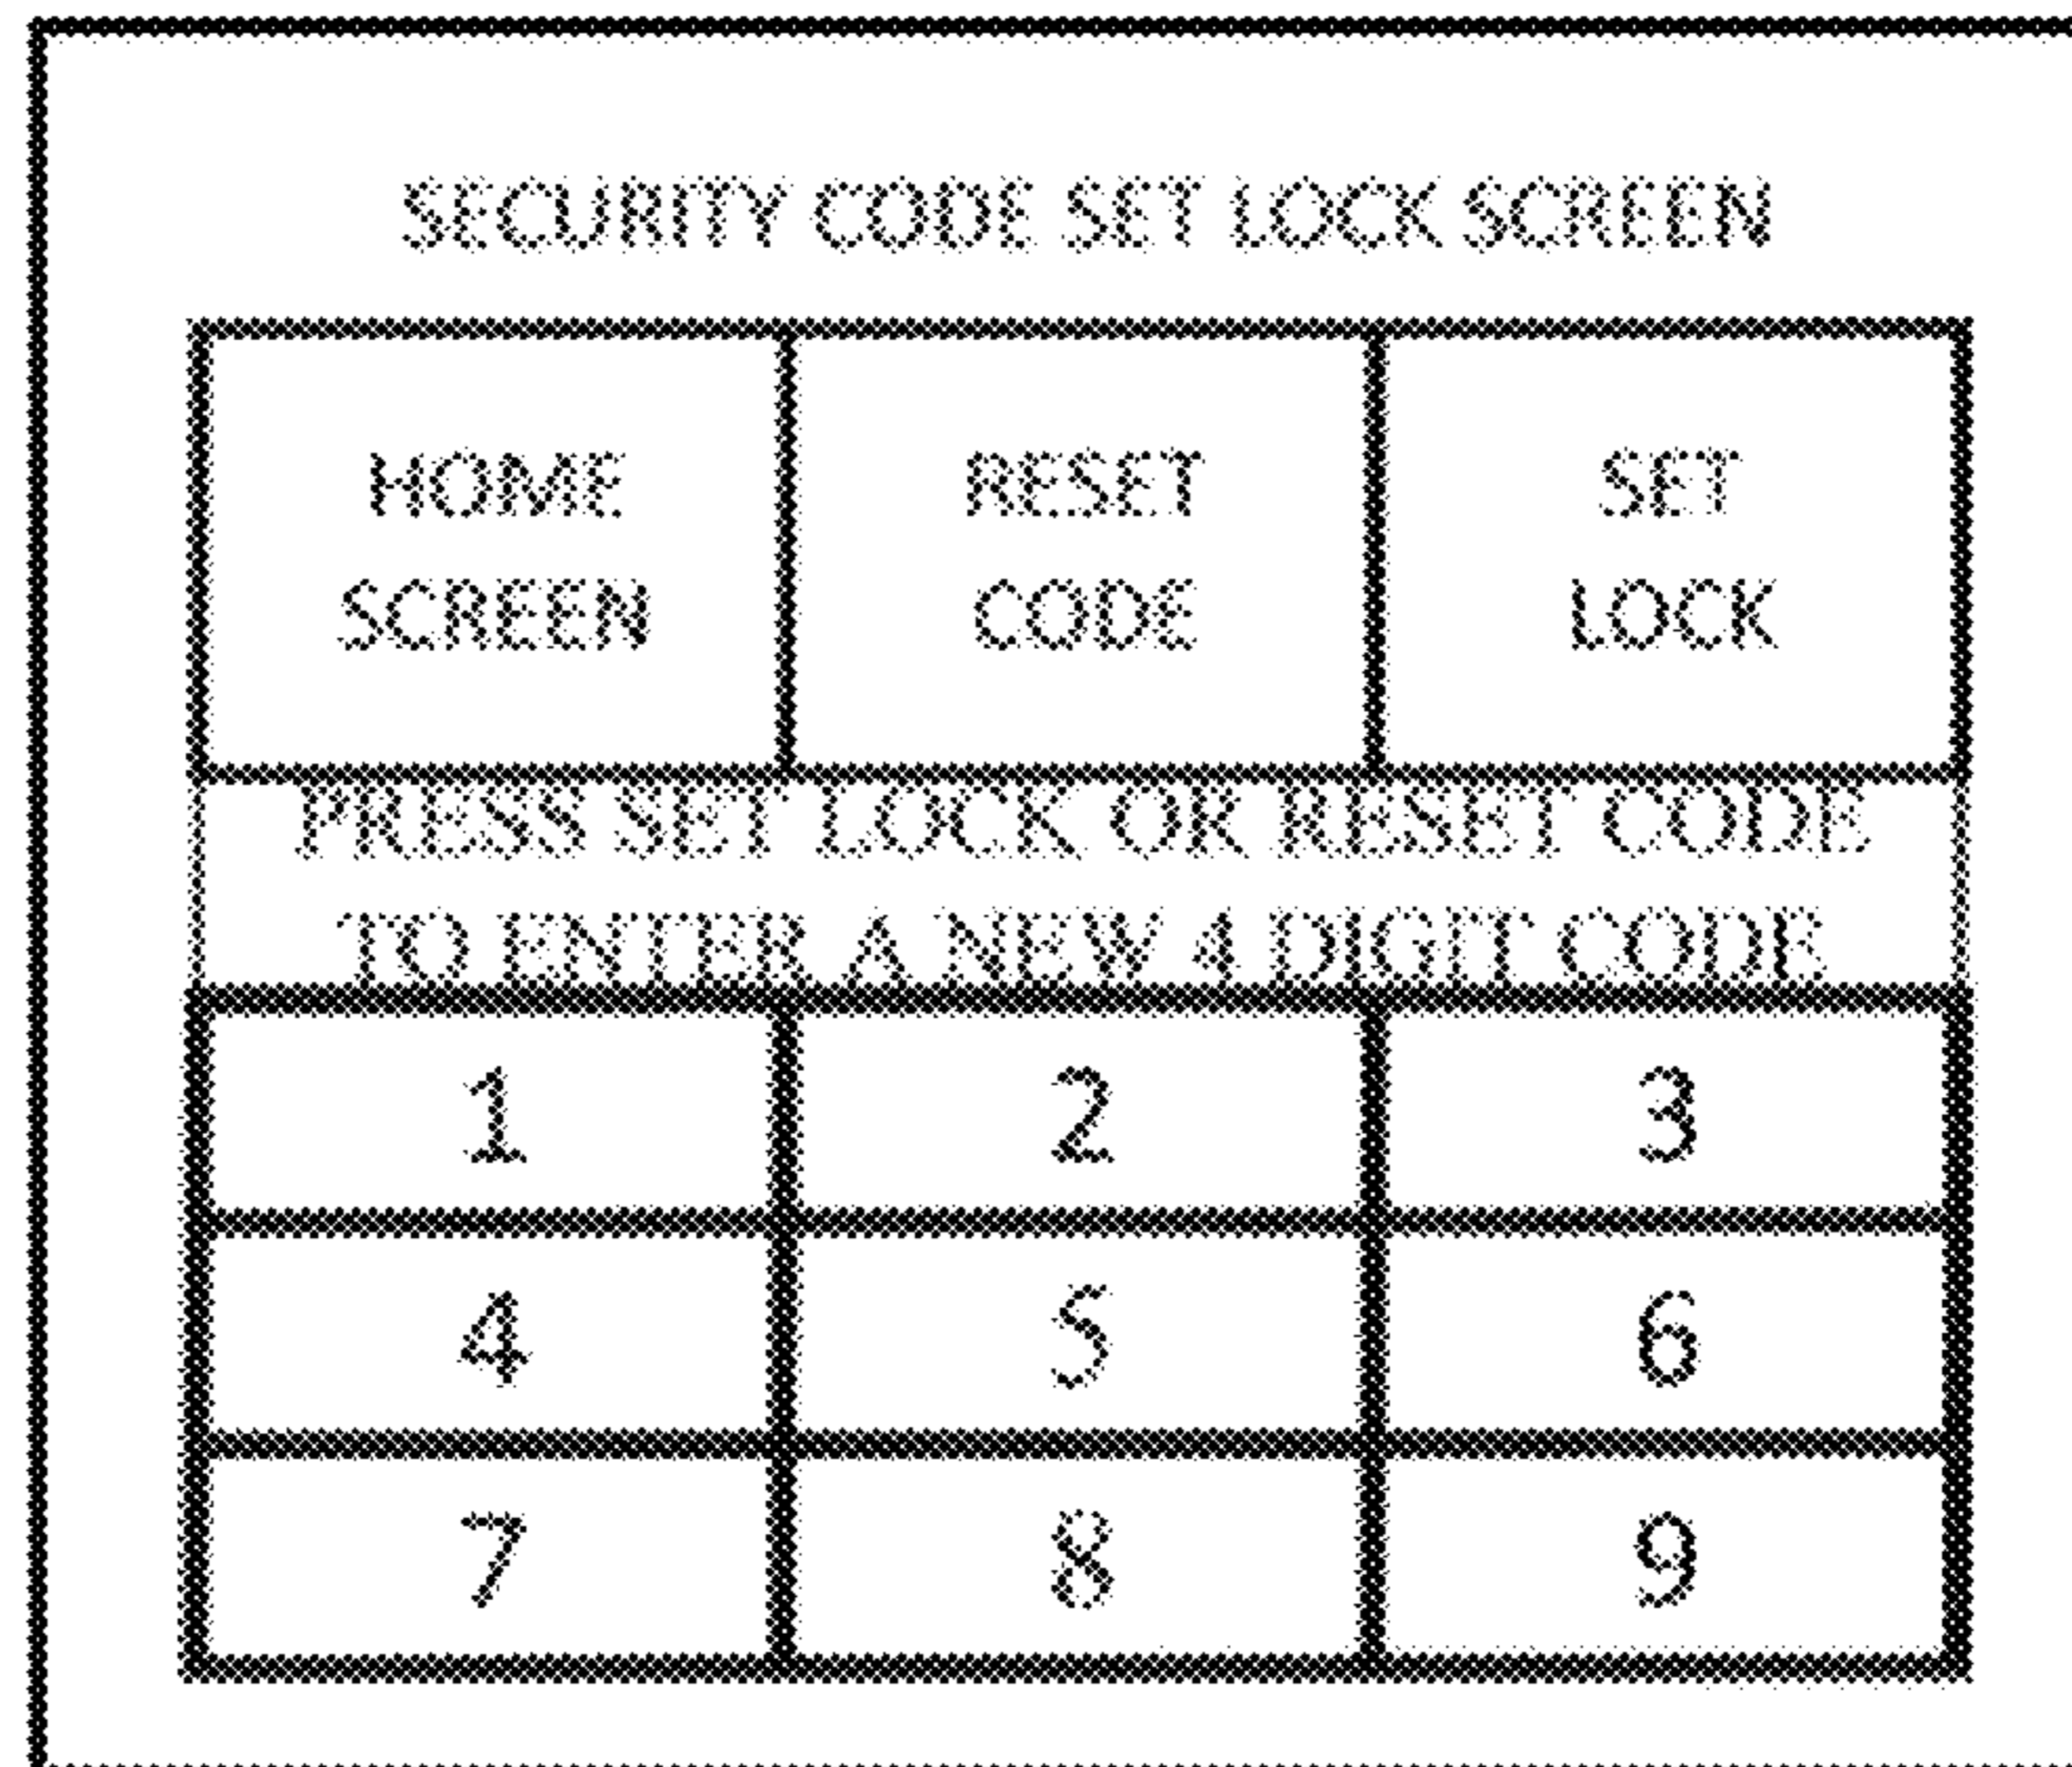 SECURITY CODE SET LOCK SCREEN
HOME SCREEN
RESET CODE
SET LOCK
PRESS SET LOCK OR RESET CODE
TO ENTER A NEW 4 DIGIT CODE
1 2 3
4 5 6
7 8 9